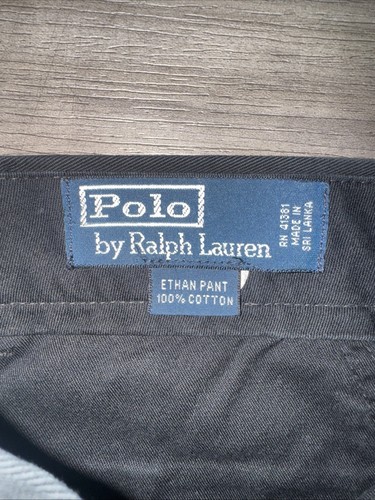 Polo
by Ralph Lauren
RN 41381
MADE IN
SRI LANKA
ETHAN PANT
100% COTTON